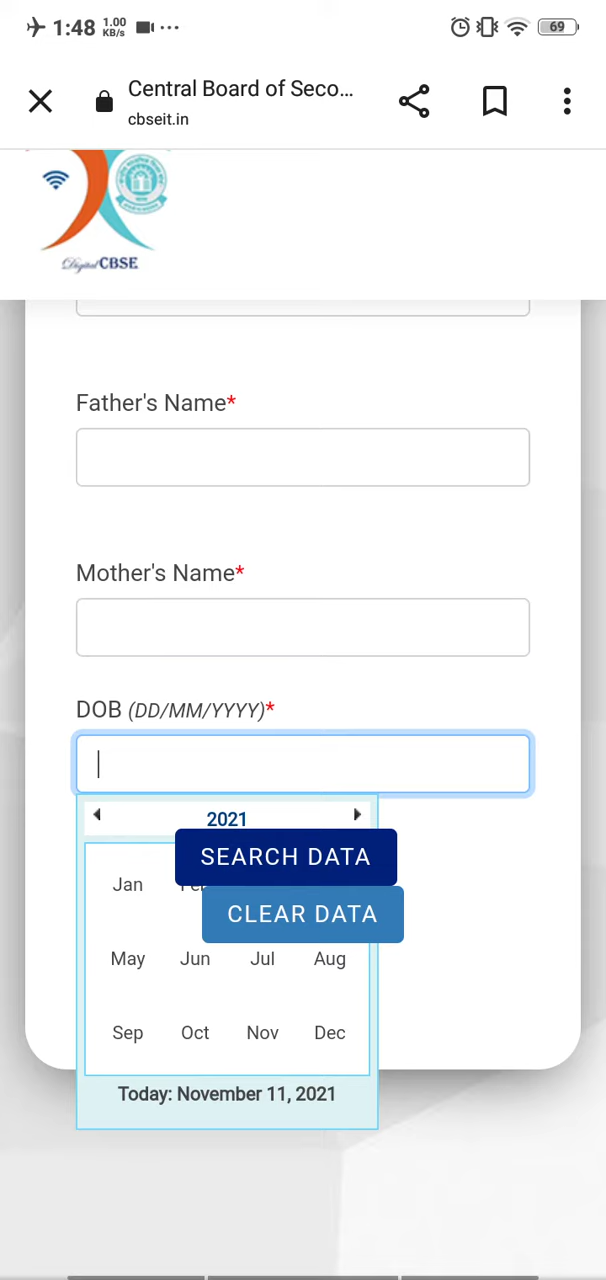 1:48 1.00 KB/s ... 69
Central Board of Seco...
cbseit.in
Digital CBSE
Father's Name*
Mother's Name*
DOB (DD/MM/YYYY)*
2021
SEARCH DATA
Jan
CLEAR DATA
May Jun Jul Aug
Sep Oct Nov Dec
Today: November 11, 2021